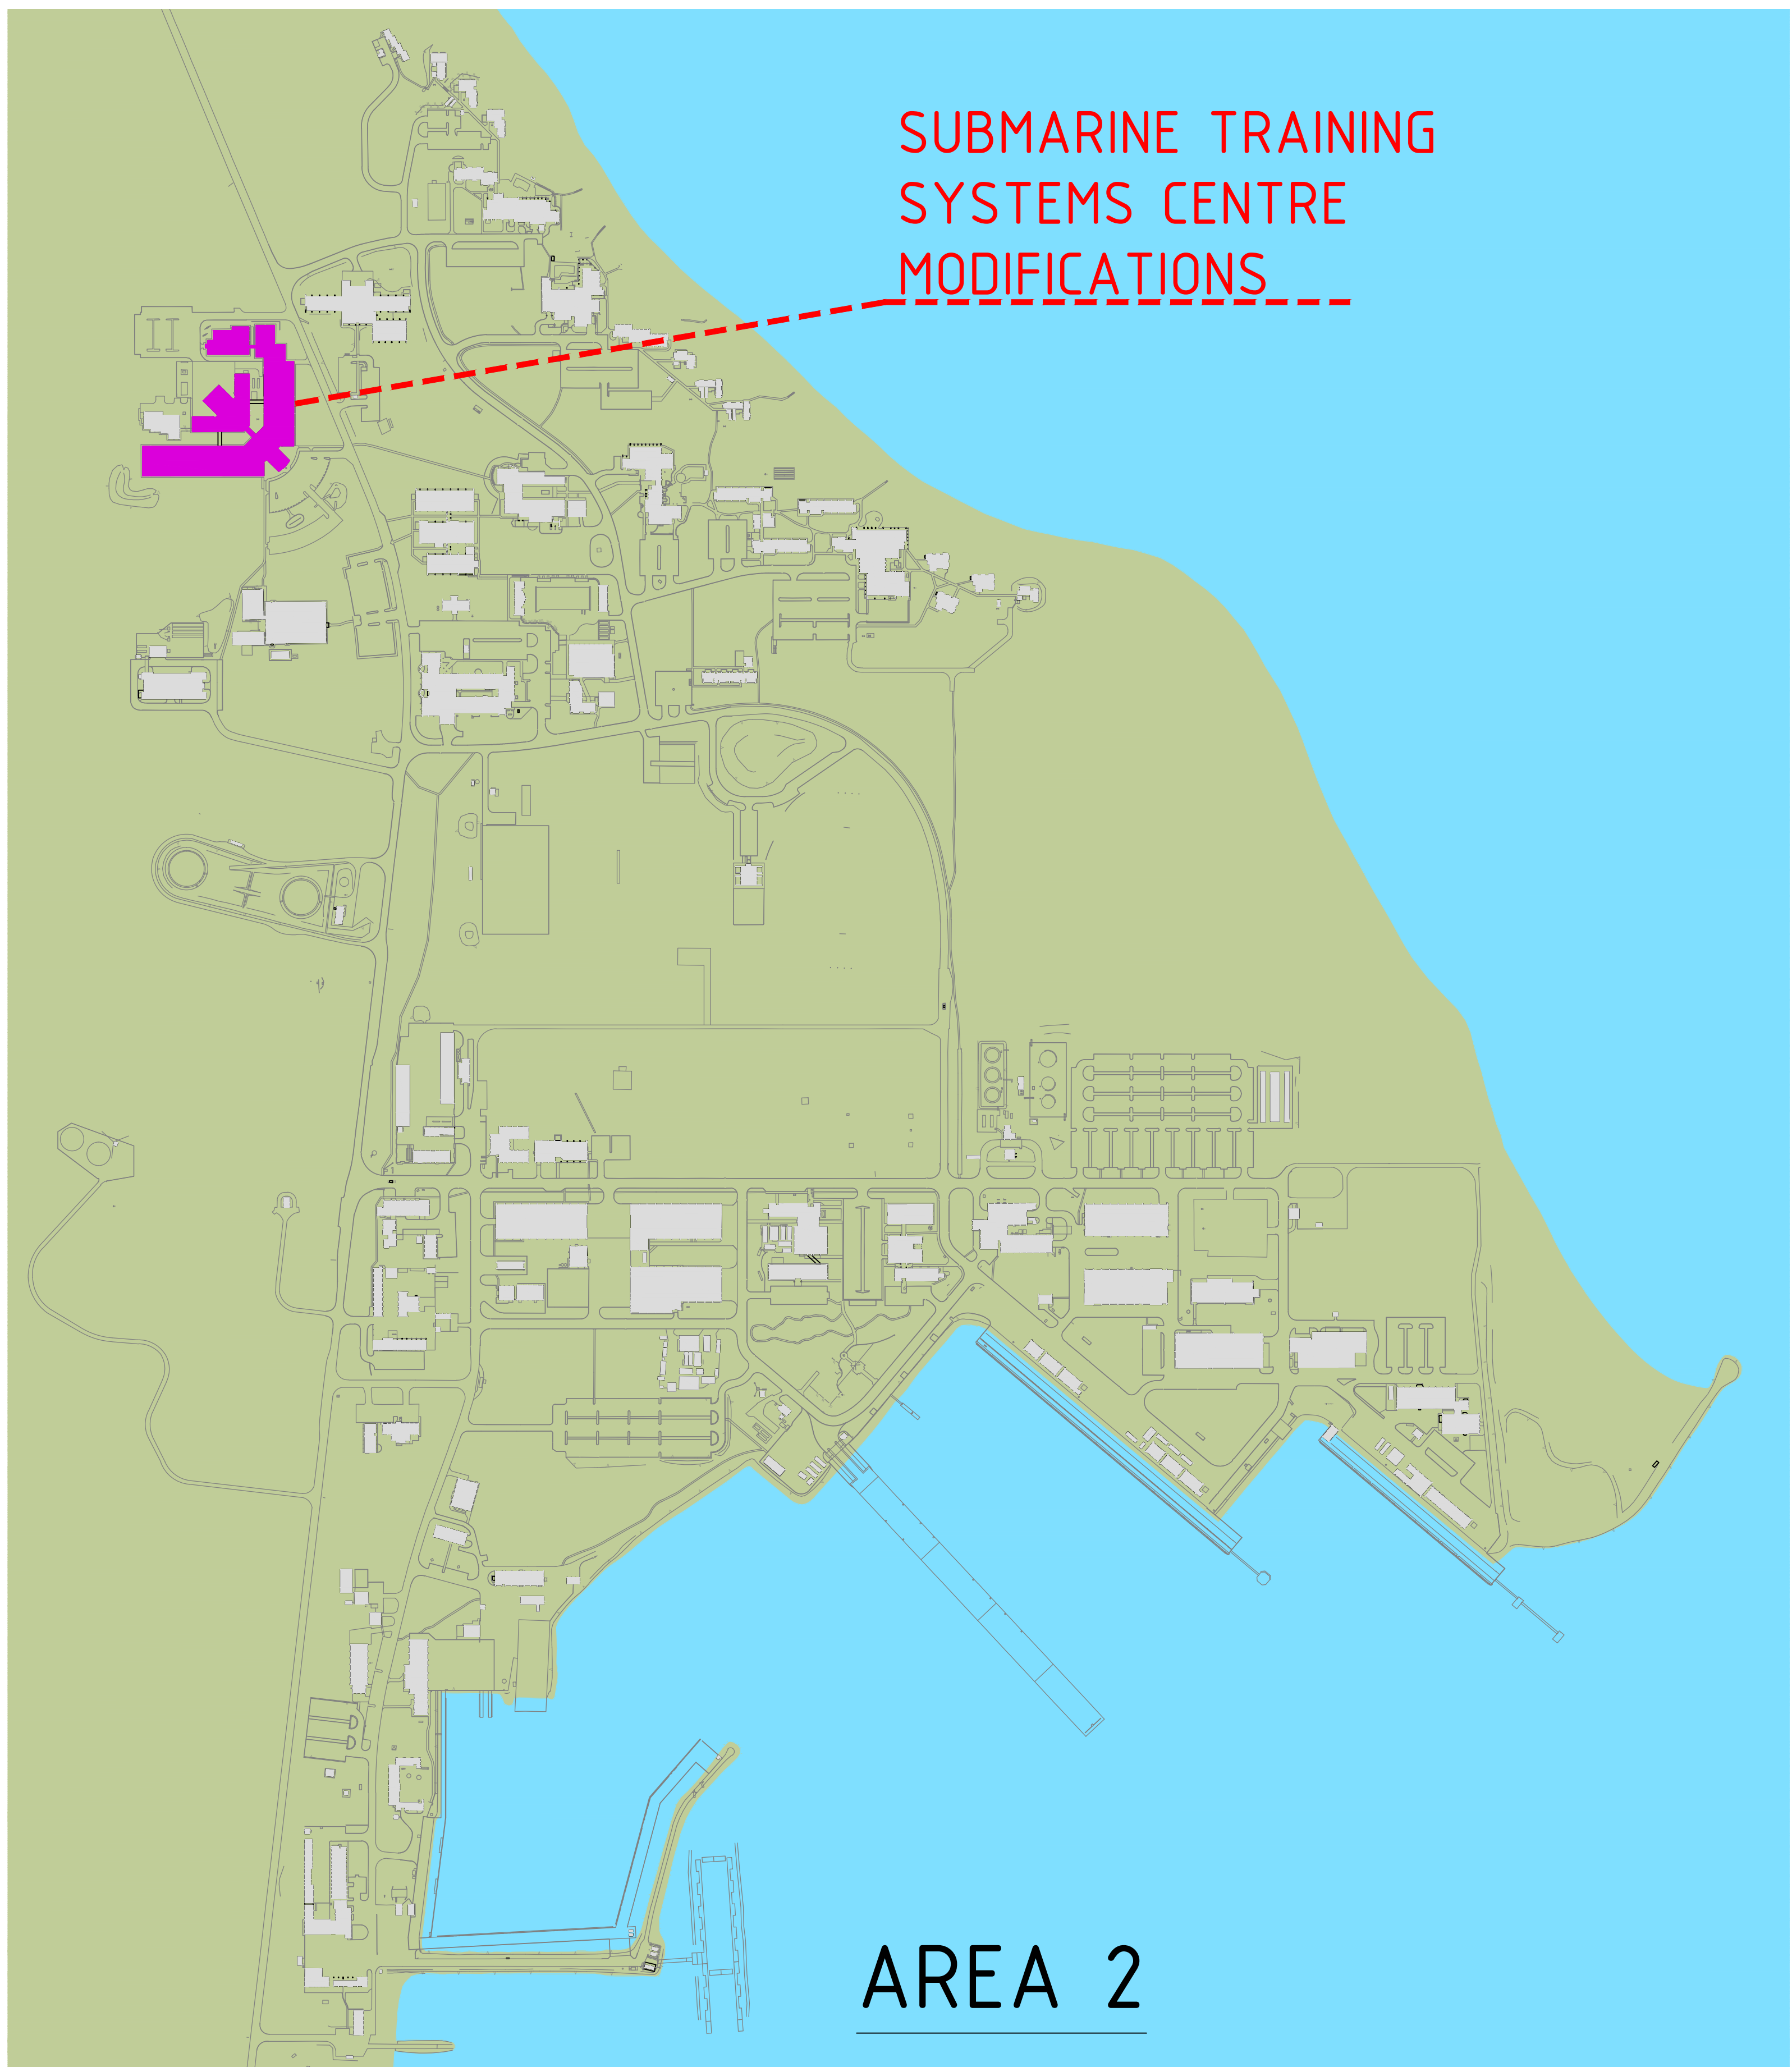 SUBMARINE TRAINING
SYSTEMS CENTRE
MODIFICATIONS
AREA 2